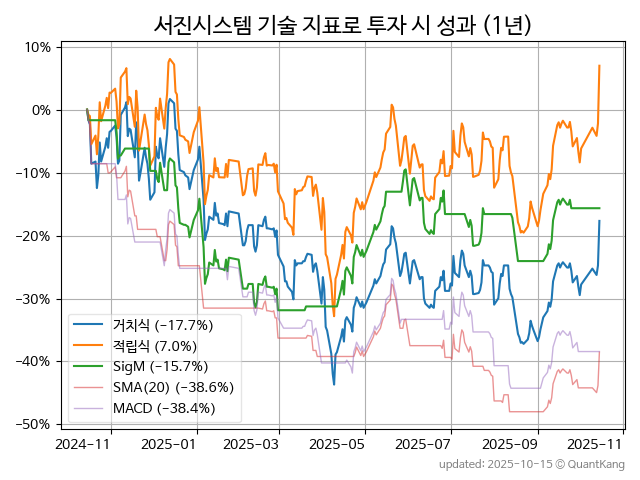 서진시스템 기술 지표로 투자 시 성과 (1년)
10%
0%
−10%
−20%
−30%
−40%
−50%
거치식 (−17.7%)
적립식 (7.0%)
SigM (−15.7%)
SMA(20) (−38.6%)
MACD (−38.4%)
2024−11 2025−01 2025−03 2025−05 2025−07 2025−09 2025−11
updated: 2025-10-15 ⓒ QuantKang